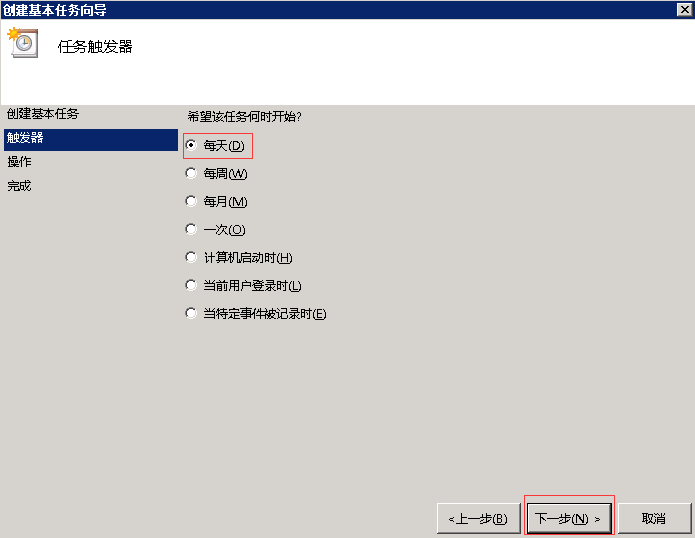 创建基本任务向导
任务触发器
创建基本任务
触发器
操作
完成
希望该任务何时开始?
每天(D)
每周(W)
每月(M)
一次(O)
计算机启动时(H)
当前用户登录时(L)
当特定事件被记录时(E)
<上一步(B)
下一步(N) >
取消